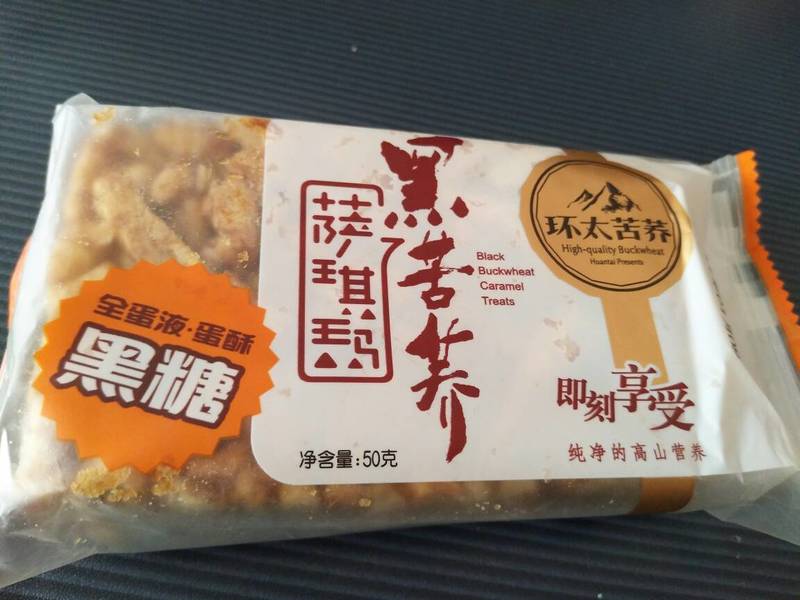 环太苦荞
High-quality Buckwheat
Huantai Presents
黑苦荞
萨琪玛
Black
Buckwheat
Caramel
Treats
全蛋液·蛋酥
黑糖
即刻享受
纯净的高山营养
净含量:50克